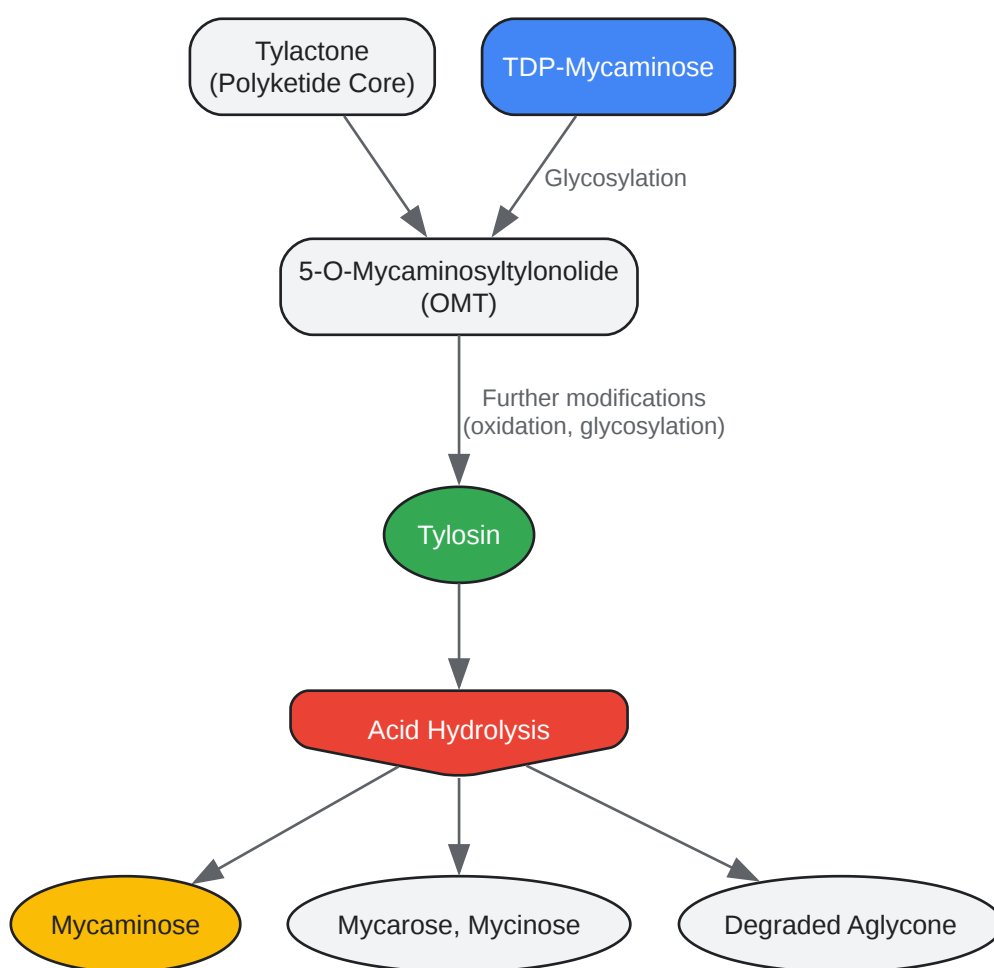 Tylactone
(Polyketide Core)
TDP-Mycaminose
Glycosylation
5-O-Mycaminosyltylonolide
(OMT)
Further modifications
(oxidation, glycosylation)
Tylosin
Acid Hydrolysis
Mycaminose
Mycarose, Mycinose
Degraded Aglycone